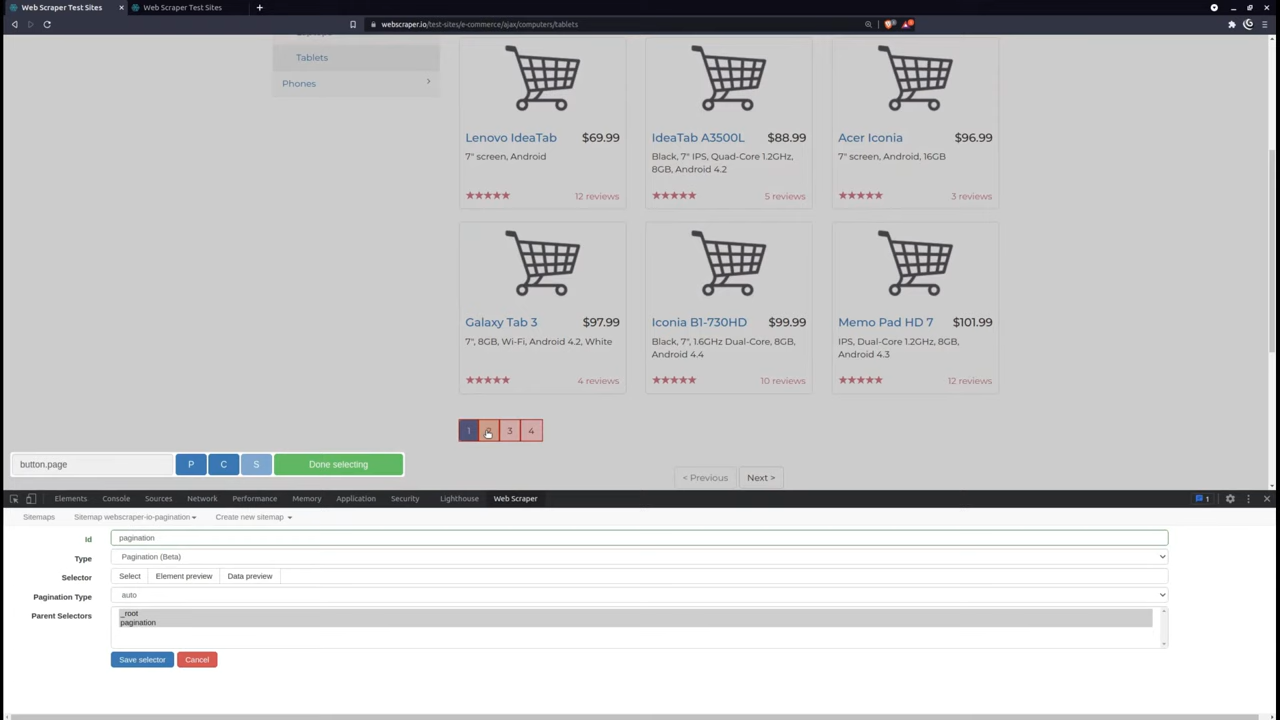 Web Scraper Test Sites
Web Scraper Test Sites
webscraper.io/test-sites/e-commerce/ajax/computers/tablets
Tablets
Phones
Lenovo IdeaTab $69.99
7" screen, Android
12 reviews
IdeaTab A3500L $88.99
Black, 7" IPS, Quad-Core 1.2GHz,
8GB, Android 4.2
5 reviews
Acer Iconia $96.99
7" screen, Android, 16GB
3 reviews
Galaxy Tab 3 $97.99
7", 8GB, Wi-Fi, Android 4.2, White
4 reviews
Iconia B1-730HD $99.99
Black, 7", 1.6GHz Dual-Core, 8GB,
Android 4.4
10 reviews
Memo Pad HD 7 $101.99
IPS, Dual-Core 1.2GHz, 8GB,
Android 4.3
12 reviews
1 2 3 4
button.page P C S Done selecting
< Previous Next >
Elements Console Sources Network Performance Memory Application Security Lighthouse Web Scraper 1
Sitemaps Sitemap webscraper-io-pagination Create new sitemap
Id pagination
Type Pagination (Beta)
Selector Select Element preview Data preview
Pagination Type auto
Parent Selectors _root
pagination
Save selector Cancel